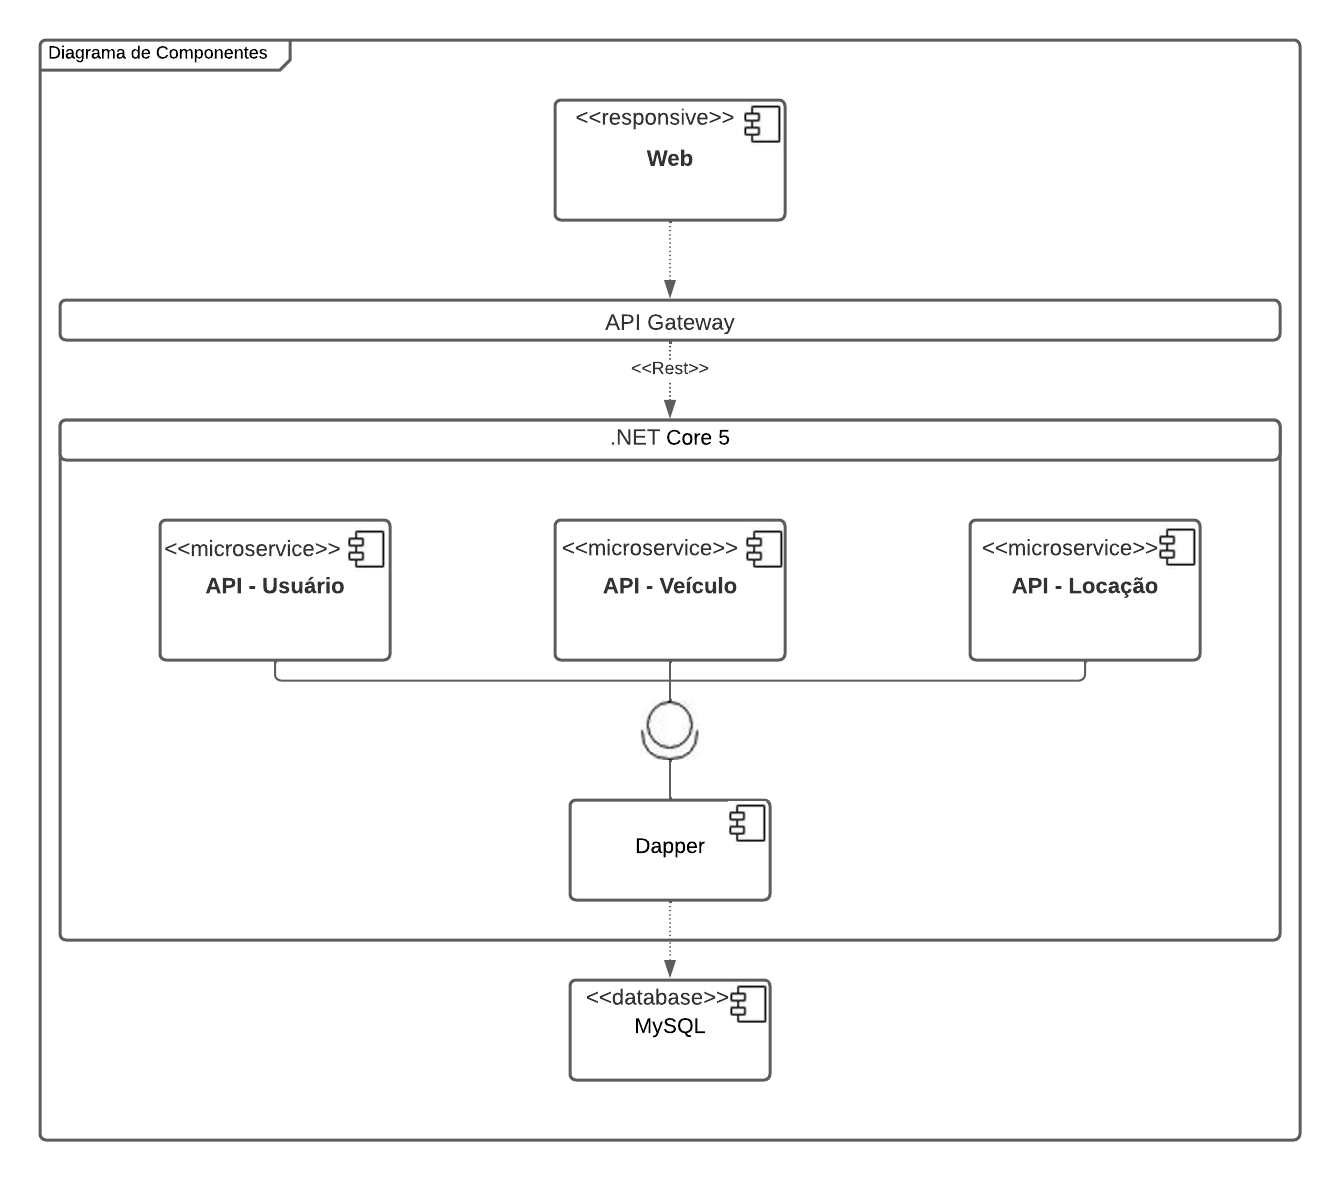 Diagrama de Componentes
<<responsive>>
Web
API Gateway
<<Rest>>
.NET Core 5
<<microservice>>
API - Usuário
<<microservice>>
API - Veículo
<<microservice>>
API - Locação
Dapper
<<database>>
MySQL